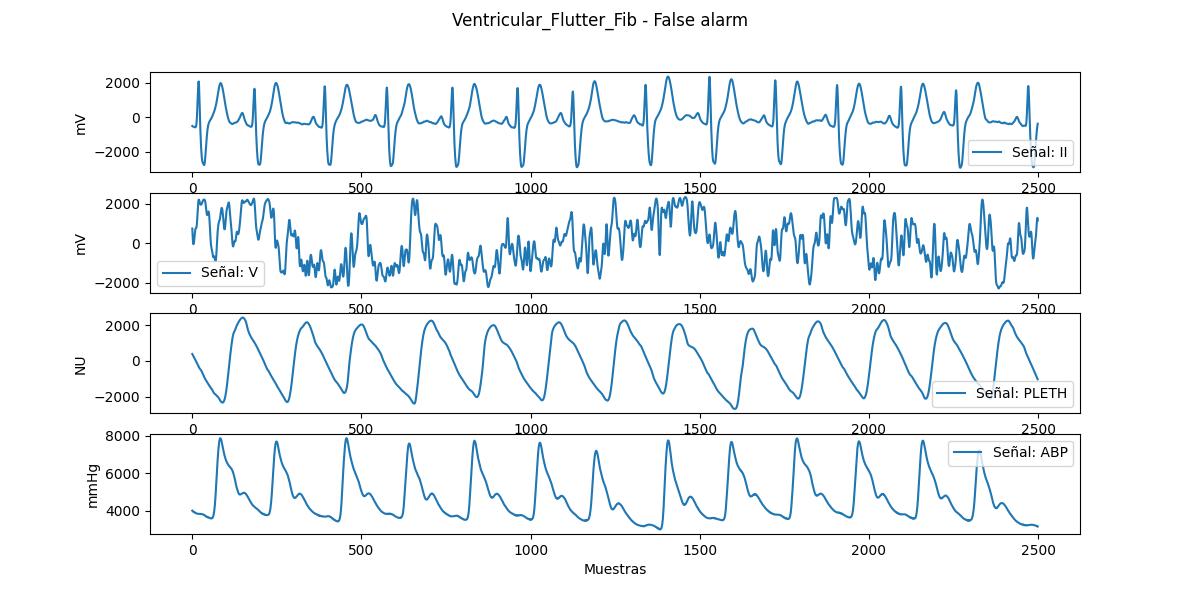 Ventricular_Flutter_Fib - False alarm
2000
0
−2000
mV
Señal: II
0 500 1000 1500 2000 2500
2000
0
−2000
mV
Señal: V
0 500 1000 1500 2000 2500
2000
0
−2000
NU
Señal: PLETH
0 500 1000 1500 2000 2500
8000
6000
4000
mmHg
Señal: ABP
0 500 1000 1500 2000 2500
Muestras